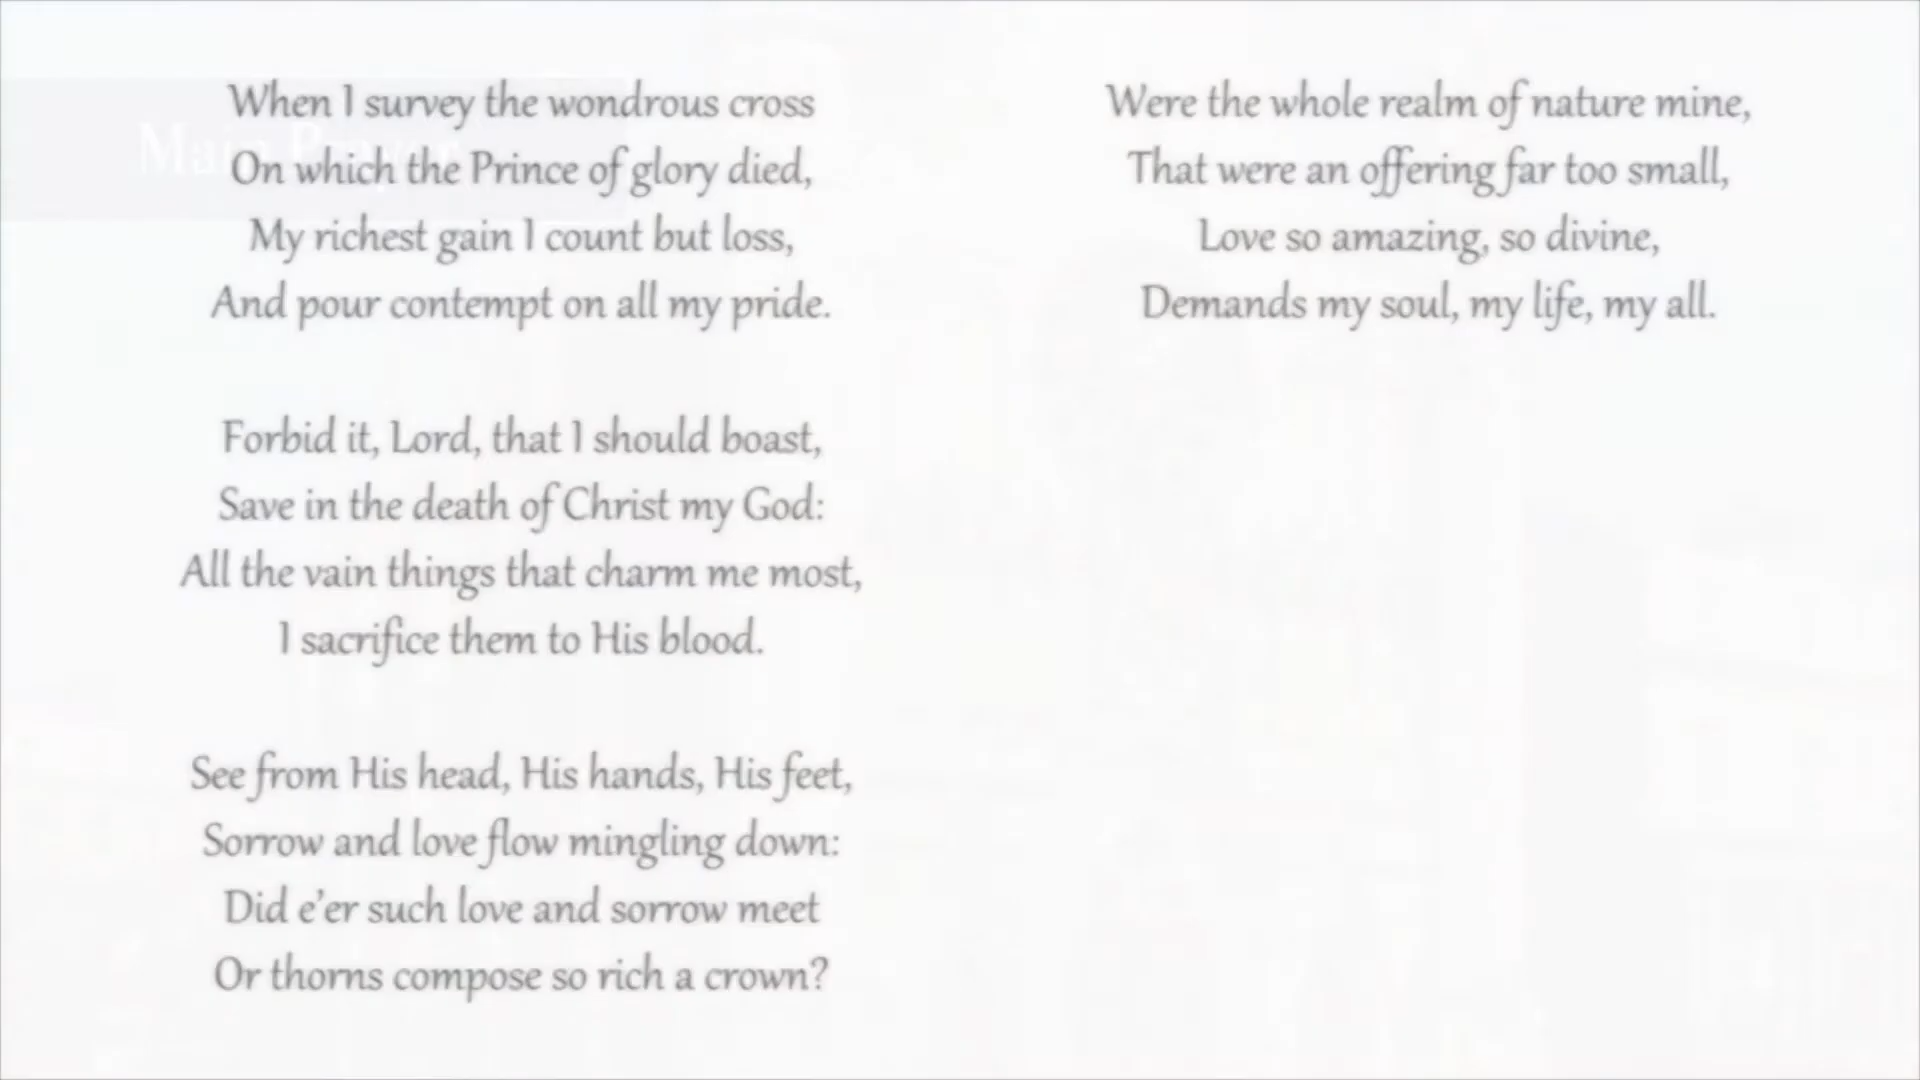 When I survey the wondrous cross
On which the Prince of glory died,
My richest gain I count but loss,
And pour contempt on all my pride.
Forbid it, Lord, that I should boast,
Save in the death of Christ my God:
All the vain things that charm me most,
I sacrifice them to His blood.
See from His head, His hands, His feet,
Sorrow and love flow mingling down:
Did e’er such love and sorrow meet
Or thorns compose so rich a crown?
Were the whole realm of nature mine,
That were an offering far too small,
Love so amazing, so divine,
Demands my soul, my life, my all.